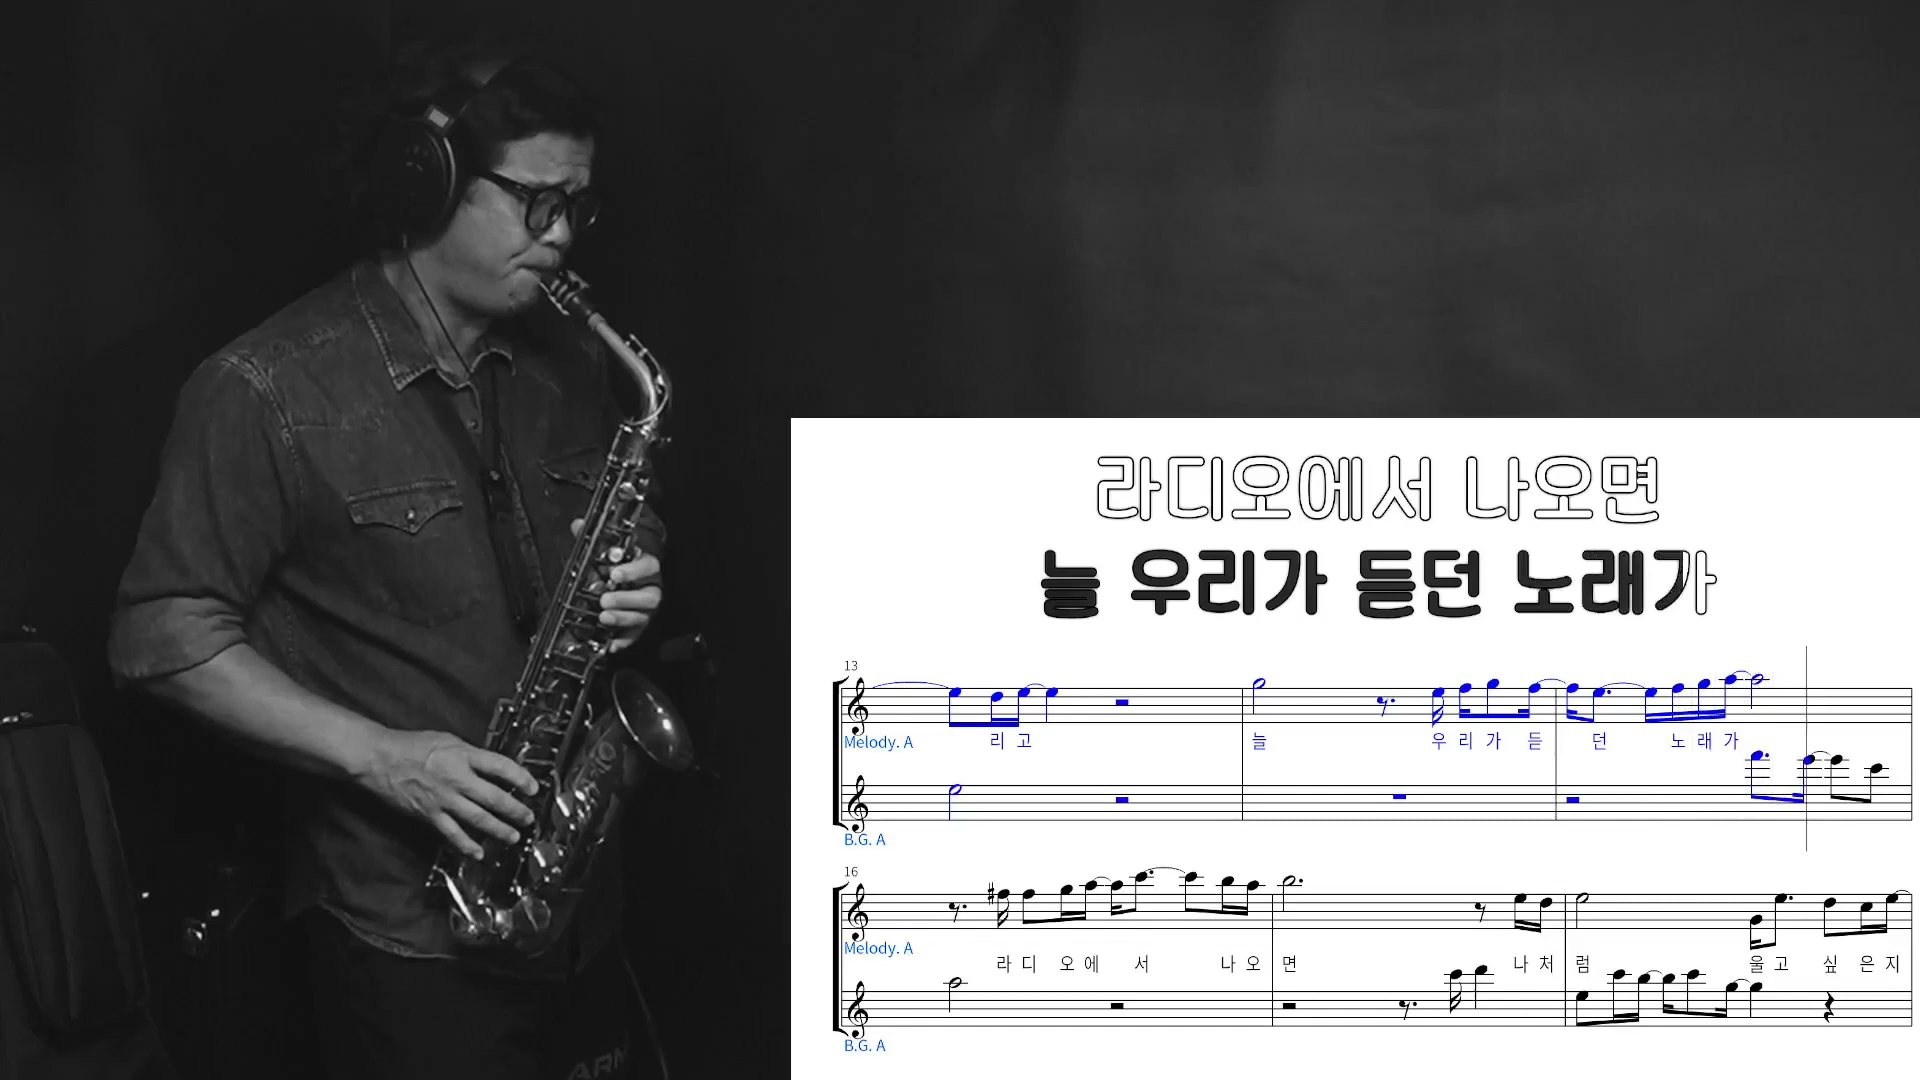 라디오에서 나오면
늘 우리가 듣던 노래가
13
Melody. A 리 고 늘 우 리 가 듣 던 노 래 가
B.G. A
16
Melody. A 라 디 오 에 서 나 오 면 나 처 럼 울 고 싶 은 지
B.G. A